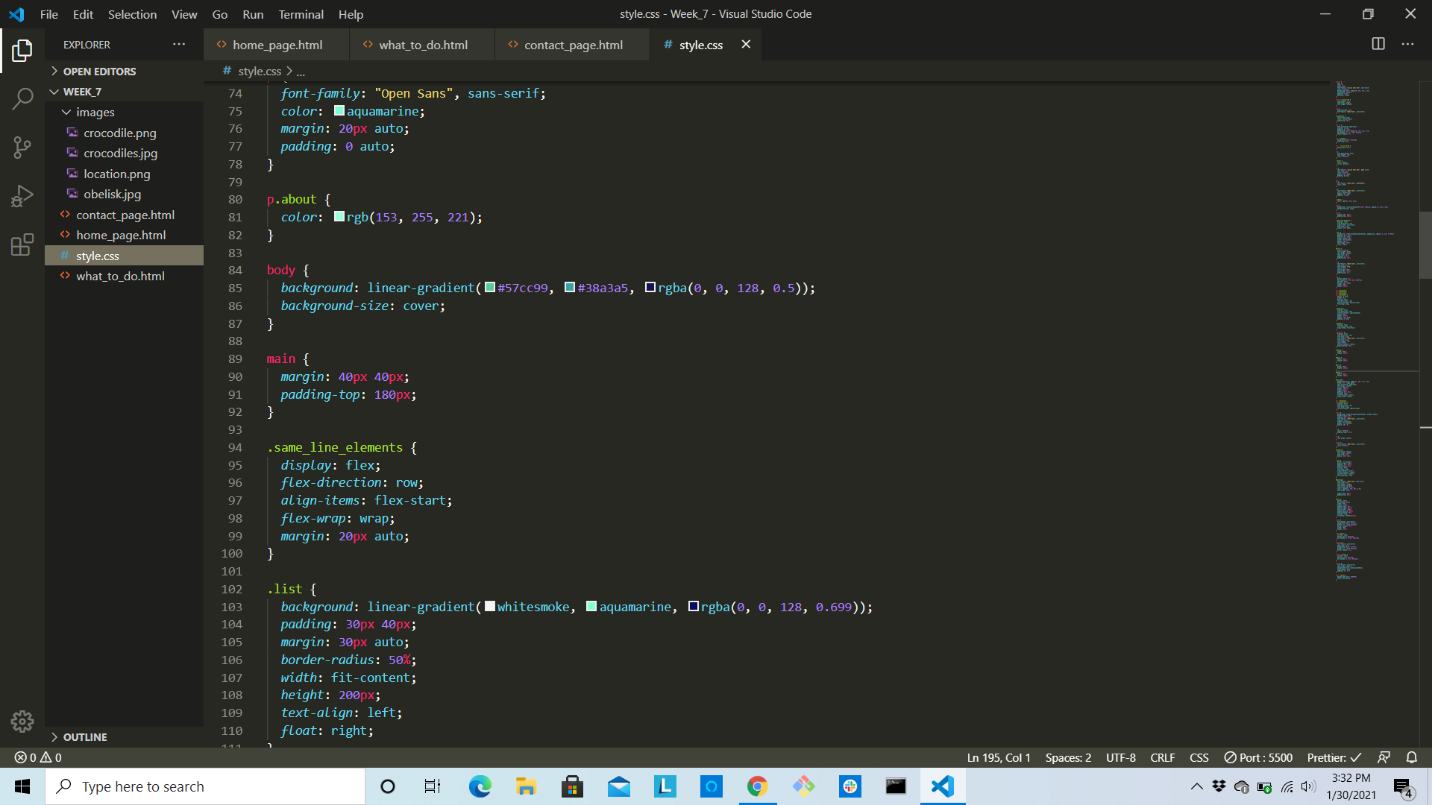 File Edit Selection View Go Run Terminal Help
style.css - Week_7 - Visual Studio Code
EXPLORER
home_page.html
what_to_do.html
contact_page.html
# style.css
OPEN EDITORS
WEEK_7
images
crocodile.png
crocodiles.jpg
location.png
obelisk.jpg
contact_page.html
home_page.html
# style.css
what_to_do.html
OUTLINE
# style.css > ...
74 font-family: "Open Sans", sans-serif;
75 color: aquamarine;
76 margin: 20px auto;
77 padding: 0 auto;
78 }
79
80 p.about {
81 color: rgb(153, 255, 221);
82 }
83
84 body {
85 background: linear-gradient(#57cc99, #38a3a5, rgba(0, 0, 128, 0.5));
86 background-size: cover;
87 }
88
89 main {
90 margin: 40px 40px;
91 padding-top: 180px;
92 }
93
94 .same_line_elements {
95 display: flex;
96 flex-direction: row;
97 align-items: flex-start;
98 flex-wrap: wrap;
99 margin: 20px auto;
100 }
101
102 .list {
103 background: linear-gradient(whitesmoke, aquamarine, rgba(0, 0, 128, 0.699));
104 padding: 30px 40px;
105 margin: 30px auto;
106 border-radius: 50%;
107 width: fit-content;
108 height: 200px;
109 text-align: left;
110 float: right;
0 0
Ln 195, Col 1 Spaces: 2 UTF-8 CRLF CSS Port : 5500 Prettier: ✓
Type here to search
3:32 PM
1/30/2021
4